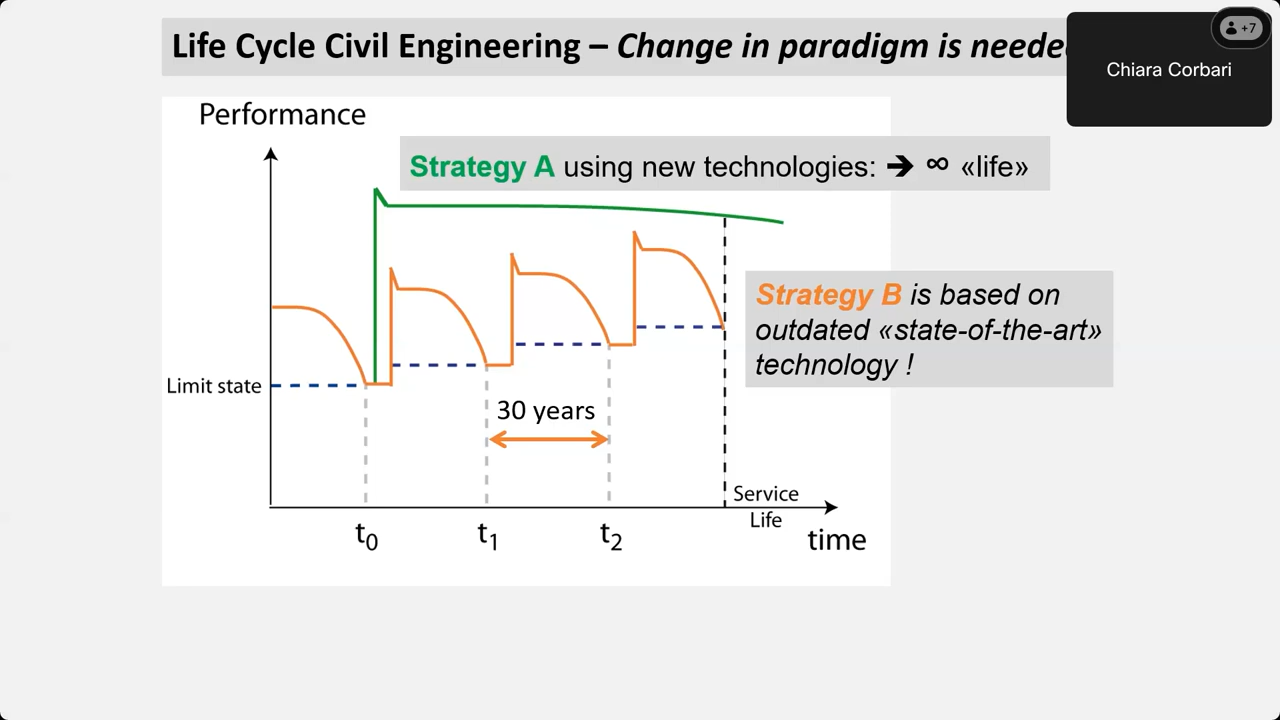 Life Cycle Civil Engineering – Change in paradigm is neede
+7
Chiara Corbari
Performance
Strategy A using new technologies: ➔ ∞ «life»
Strategy B is based on
outdated «state-of-the-art»
technology !
Limit state
30 years
Service
Life
t0
t1
t2
time